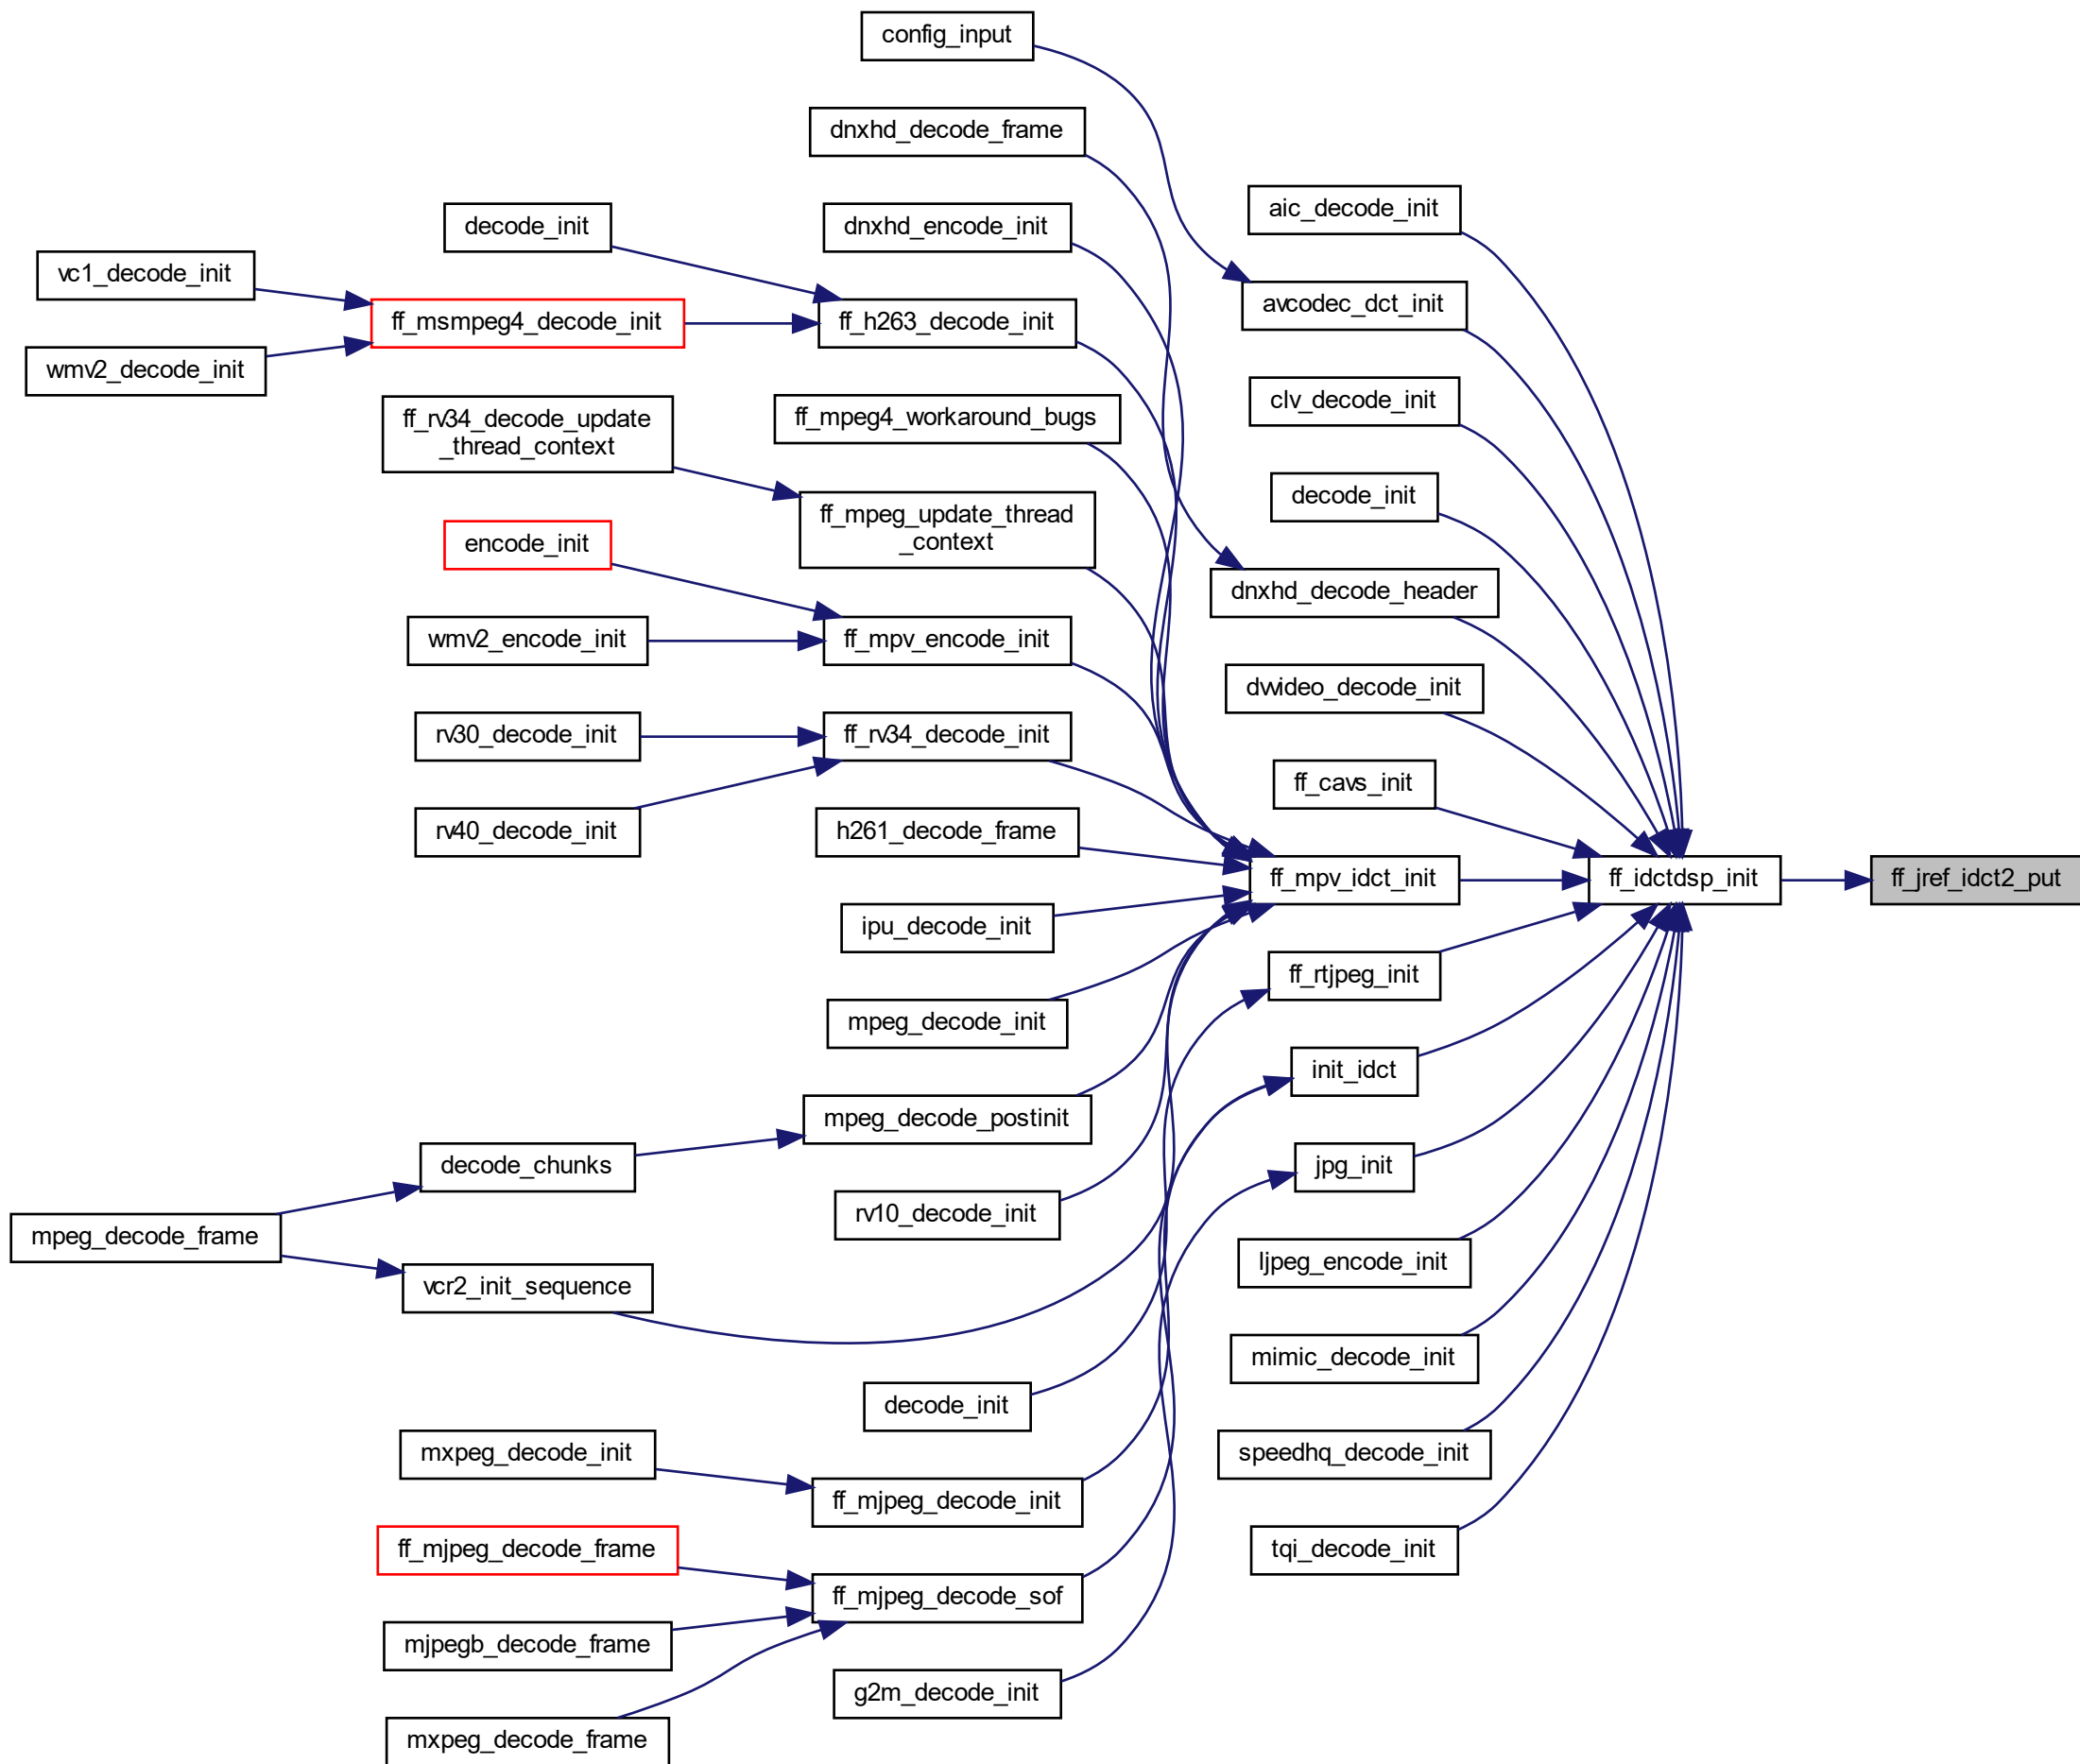 config_input
dnxhd_decode_frame
aic_decode_init
decode_init
dnxhd_encode_init
vc1_decode_init
avcodec_dct_init
ff_msmpeg4_decode_init
ff_h263_decode_init
wmv2_decode_init
clv_decode_init
ff_rv34_decode_update
_thread_context
ff_mpeg4_workaround_bugs
decode_init
ff_mpeg_update_thread
_context
encode_init
dnxhd_decode_header
wmv2_encode_init
ff_mpv_encode_init
dvvideo_decode_init
rv30_decode_init
ff_rv34_decode_init
ff_cavs_init
rv40_decode_init
h261_decode_frame
ff_mpv_idct_init
ff_idctdsp_init
ff_jref_idct2_put
ipu_decode_init
ff_rtjpeg_init
mpeg_decode_init
init_idct
mpeg_decode_postinit
decode_chunks
jpg_init
mpeg_decode_frame
rv10_decode_init
ljpeg_encode_init
vcr2_init_sequence
mimic_decode_init
decode_init
mxpeg_decode_init
speedhq_decode_init
ff_mjpeg_decode_init
ff_mjpeg_decode_frame
tqi_decode_init
ff_mjpeg_decode_sof
mjpegb_decode_frame
g2m_decode_init
mxpeg_decode_frame